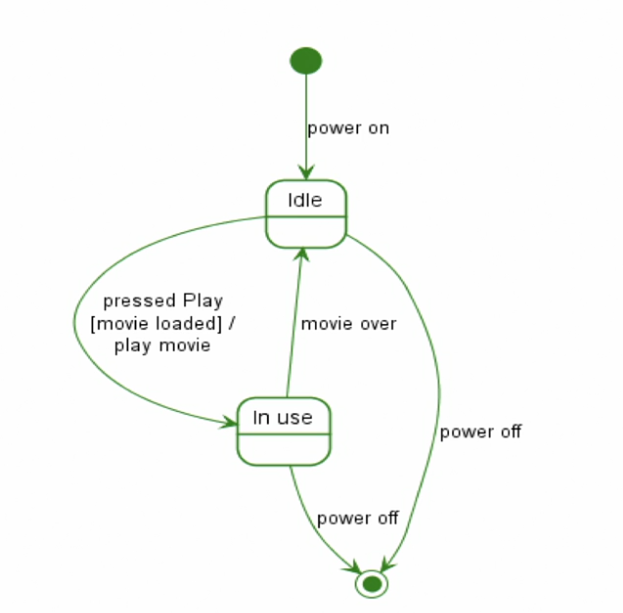 power on
Idle
pressed Play
[movie loaded] /
play movie
movie over
In use
power off
power off